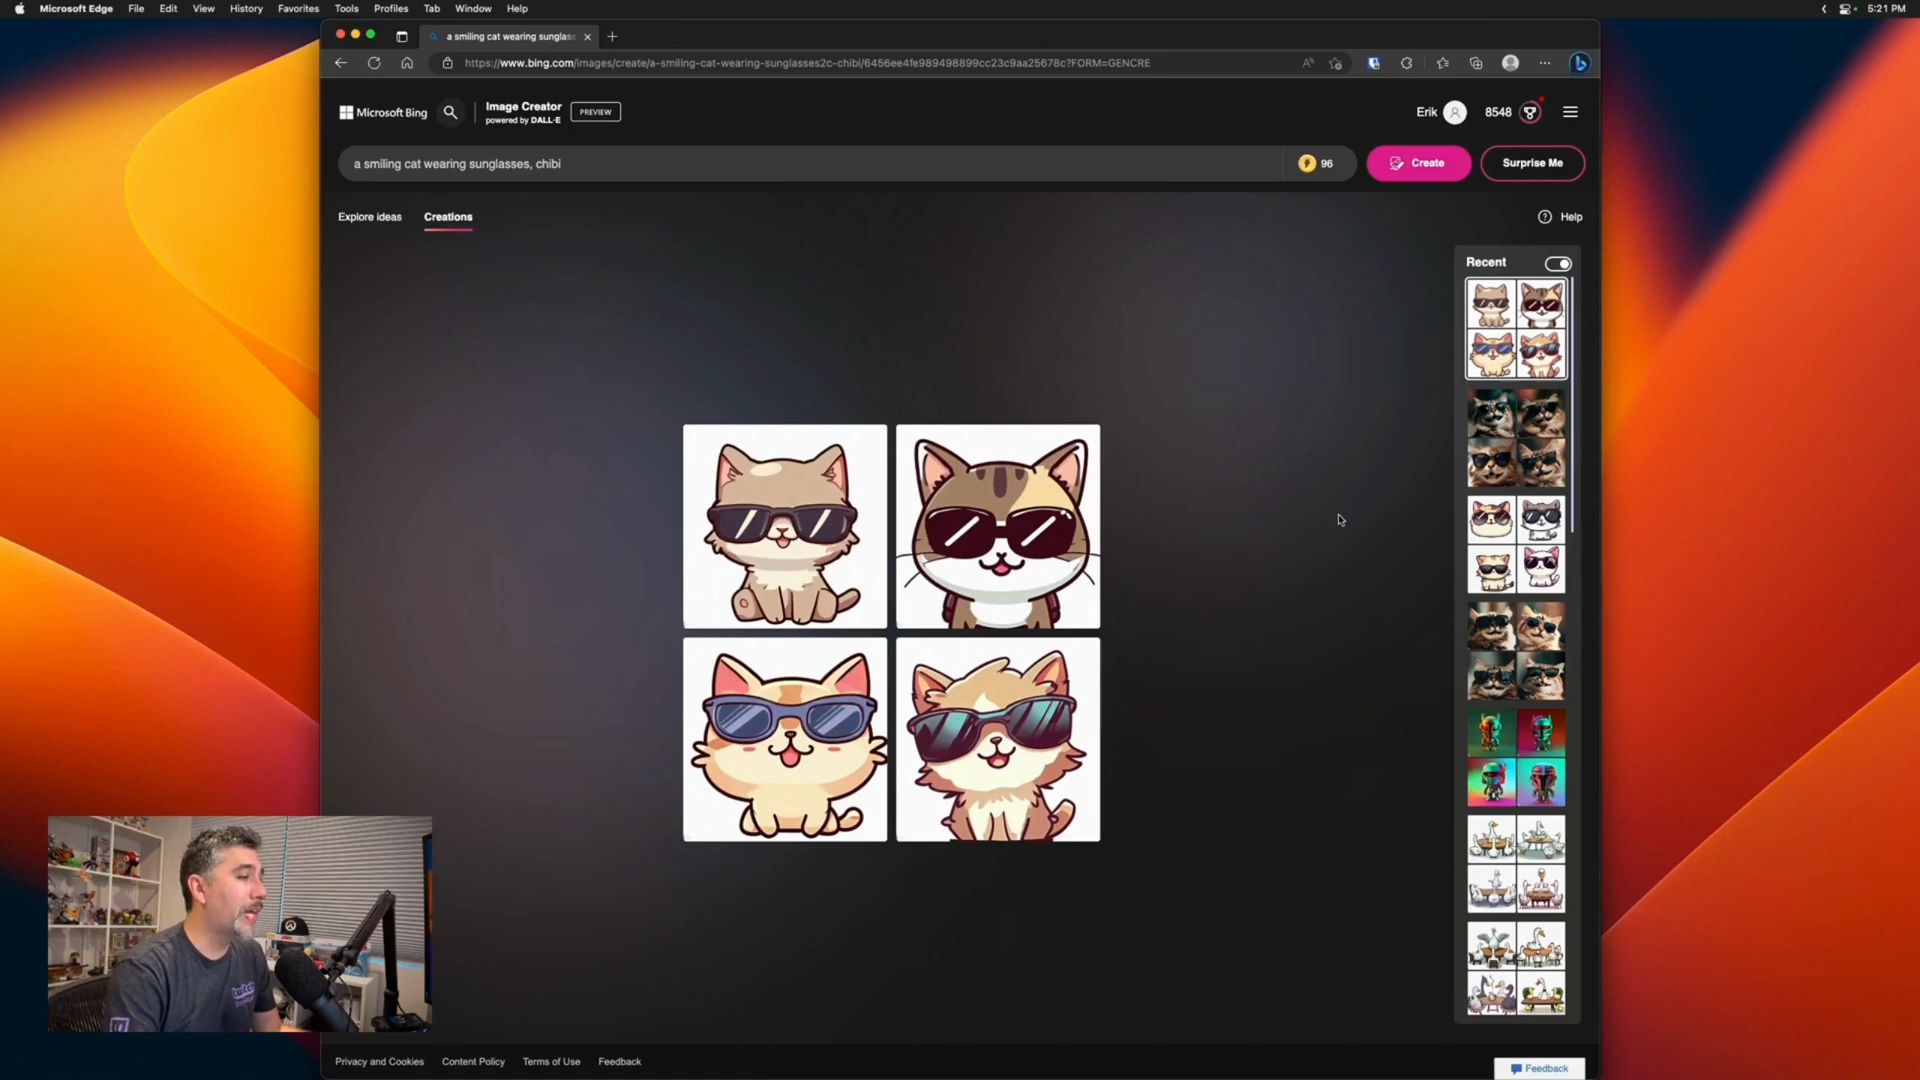 Microsoft Edge File Edit View History Favorites Tools Profiles Tab Window Help 5:21 PM
a smiling cat wearing sunglass
https://www.bing.com/images/create/a-smiling-cat-wearing-sunglasses2c-chibi/6456ee4fe989498899cc23c9aa25678c?FORM=GENCRE
Microsoft Bing Image Creator PREVIEW Erik 8548
powered by DALL·E
a smiling cat wearing sunglasses, chibi 96 Create Surprise Me
Explore ideas Creations Help
Recent
twitch
Privacy and Cookies Content Policy Terms of Use Feedback
Feedback